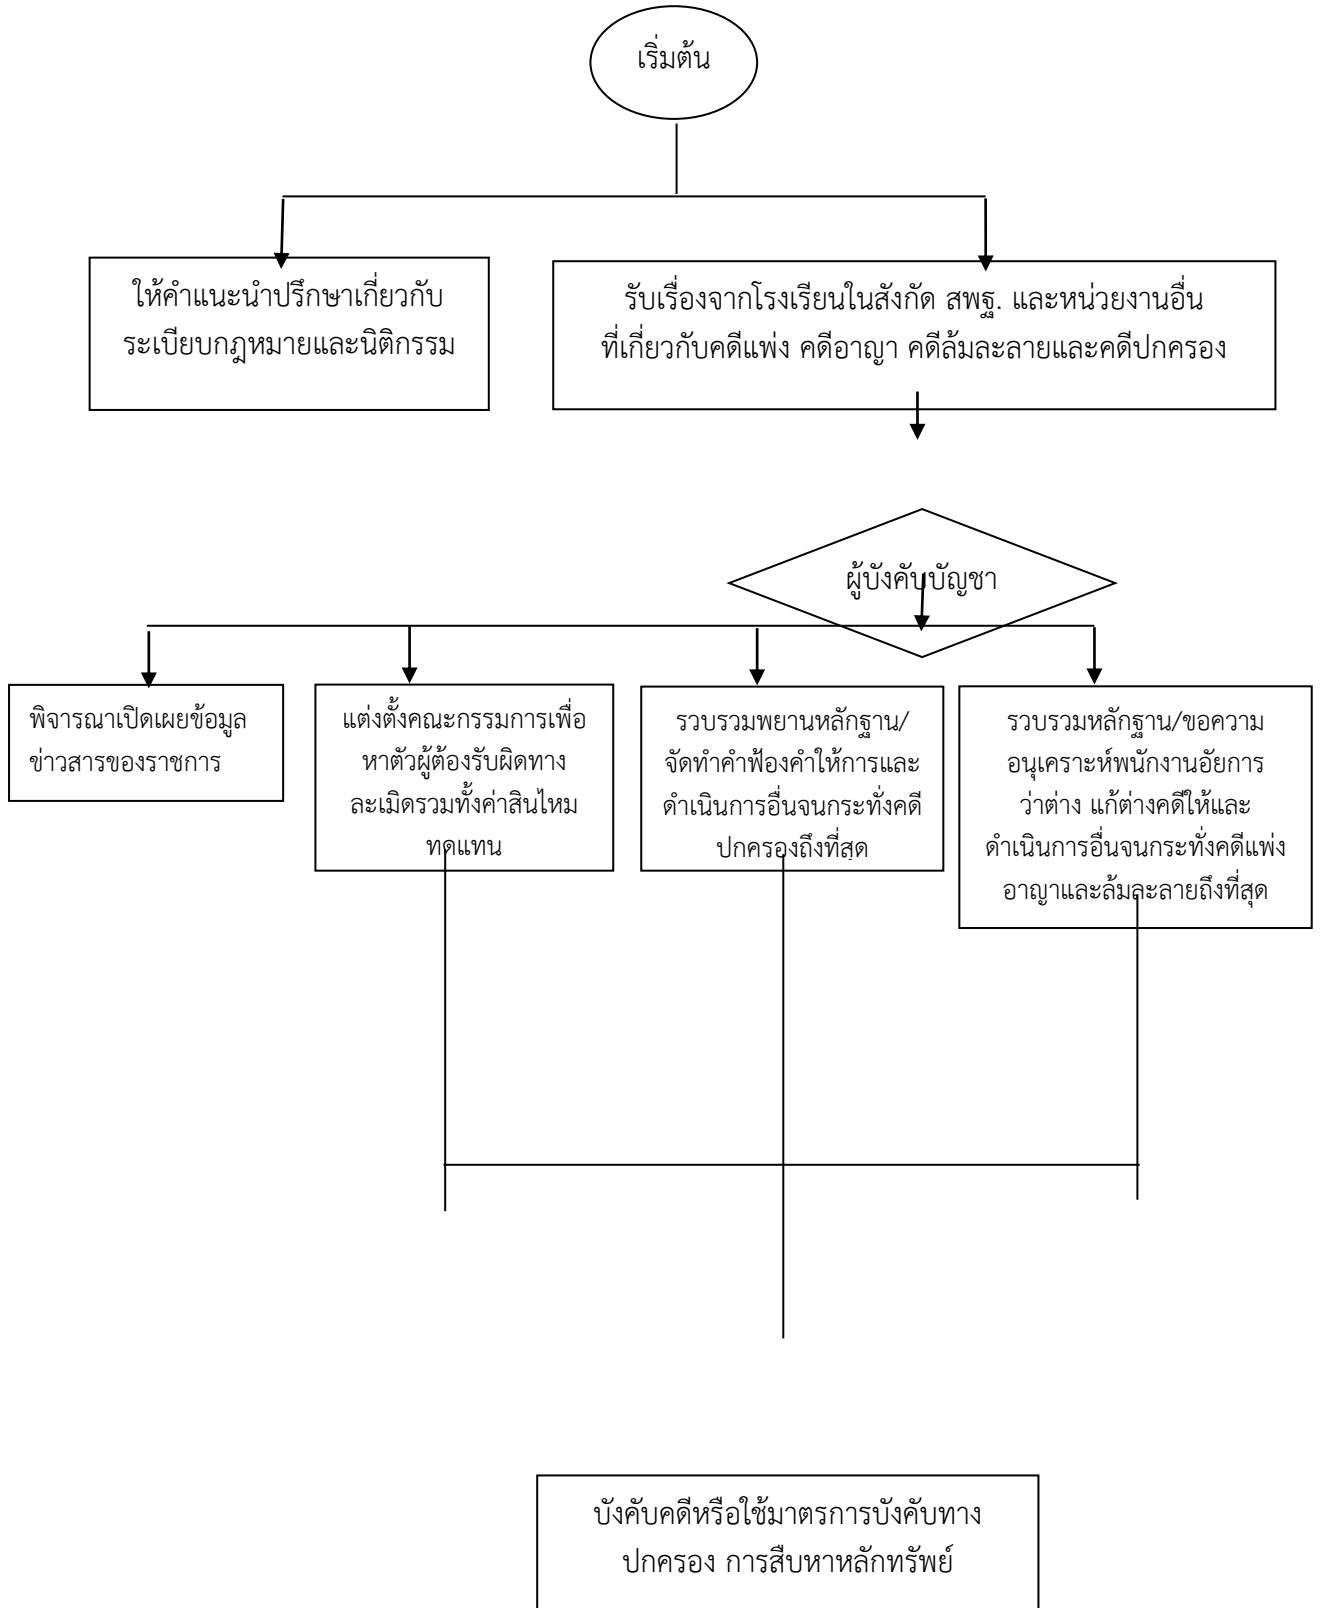 เริ่มต้น
ให้คำแนะนำปรึกษาเกี่ยวกับ
ระเบียบกฎหมายและนิติกรรม
รับเรื่องจากโรงเรียนในสังกัด สพฐ. และหน่วยงานอื่น
ที่เกี่ยวกับคดีแพ่ง คดีอาญา คดีล้มละลายและคดีปกครอง
ผู้บังคับบัญชา
พิจารณาเปิดเผยข้อมูล
ข่าวสารของราชการ
แต่งตั้งคณะกรรมการเพื่อ
หาตัวผู้ต้องรับผิดทาง
ละเมิดรวมทั้งค่าสินไหม
ทดแทน
รวบรวมพยานหลักฐาน/
จัดทำคำฟ้องคำให้การและ
ดำเนินการอื่นจนกระทั่งคดี
ปกครองถึงที่สุด
รวบรวมหลักฐาน/ขอความ
อนุเคราะห์พนักงานอัยการ
ว่าต่าง แก้ต่างคดีให้และ
ดำเนินการอื่นจนกระทั่งคดีแพ่ง
อาญาและล้มละลายถึงที่สุด
บังคับคดีหรือใช้มาตรการบังคับทาง
ปกครอง การสืบหาหลักทรัพย์